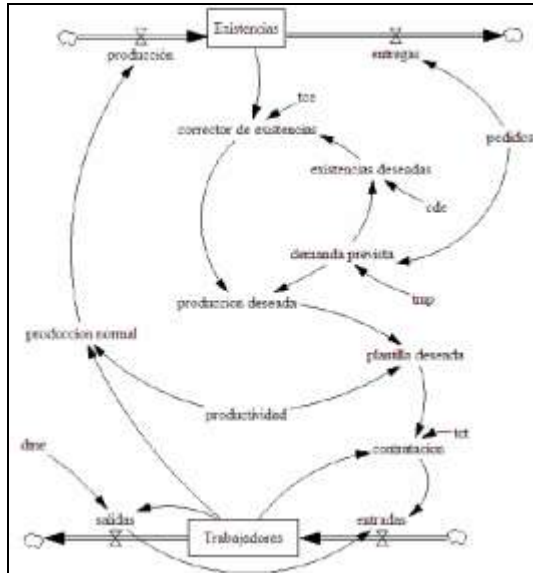 Existencias
producción
entregas
tce
corrector de existencias
pedidos
existencias deseadas
cde
demanda prevista
tmp
produccion deseada
produccion normal
plantilla deseada
productividad
dme
tct
contratacion
salidas
Trabajadores
entradas